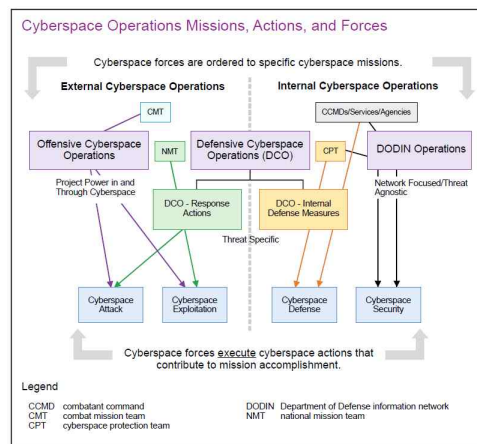 Cyberspace Operations Missions, Actions, and Forces
Cyberspace forces are ordered to specific cyberspace missions.
External Cyberspace Operations
Internal Cyberspace Operations
CMT
CCMDs/Services/Agencies
Offensive Cyberspace
Operations
NMT
Defensive Cyberspace
Operations (DCO)
CPT
DODIN Operations
Project Power in and
Through Cyberspace
Network Focused/Threat
Agnostic
DCO - Response
Actions
DCO - Internal
Defense Measures
Threat Specific
Cyberspace
Attack
Cyberspace
Exploitation
Cyberspace
Defense
Cyberspace
Security
Cyberspace forces execute cyberspace actions that
contribute to mission accomplishment.
Legend
CCMD combatant command
CMT combat mission team
CPT cyberspace protection team
DODIN Department of Defense information network
NMT national mission team